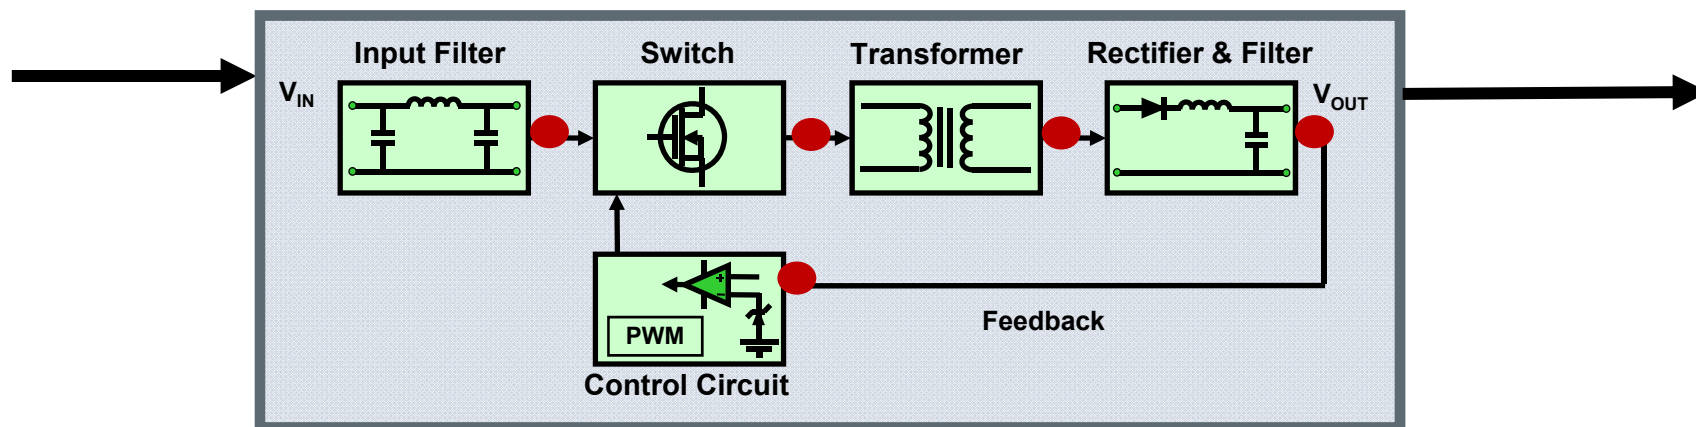 Input Filter
Switch
Transformer
Rectifier & Filter
VIN
VOUT
+
−
PWM
Feedback
Control Circuit